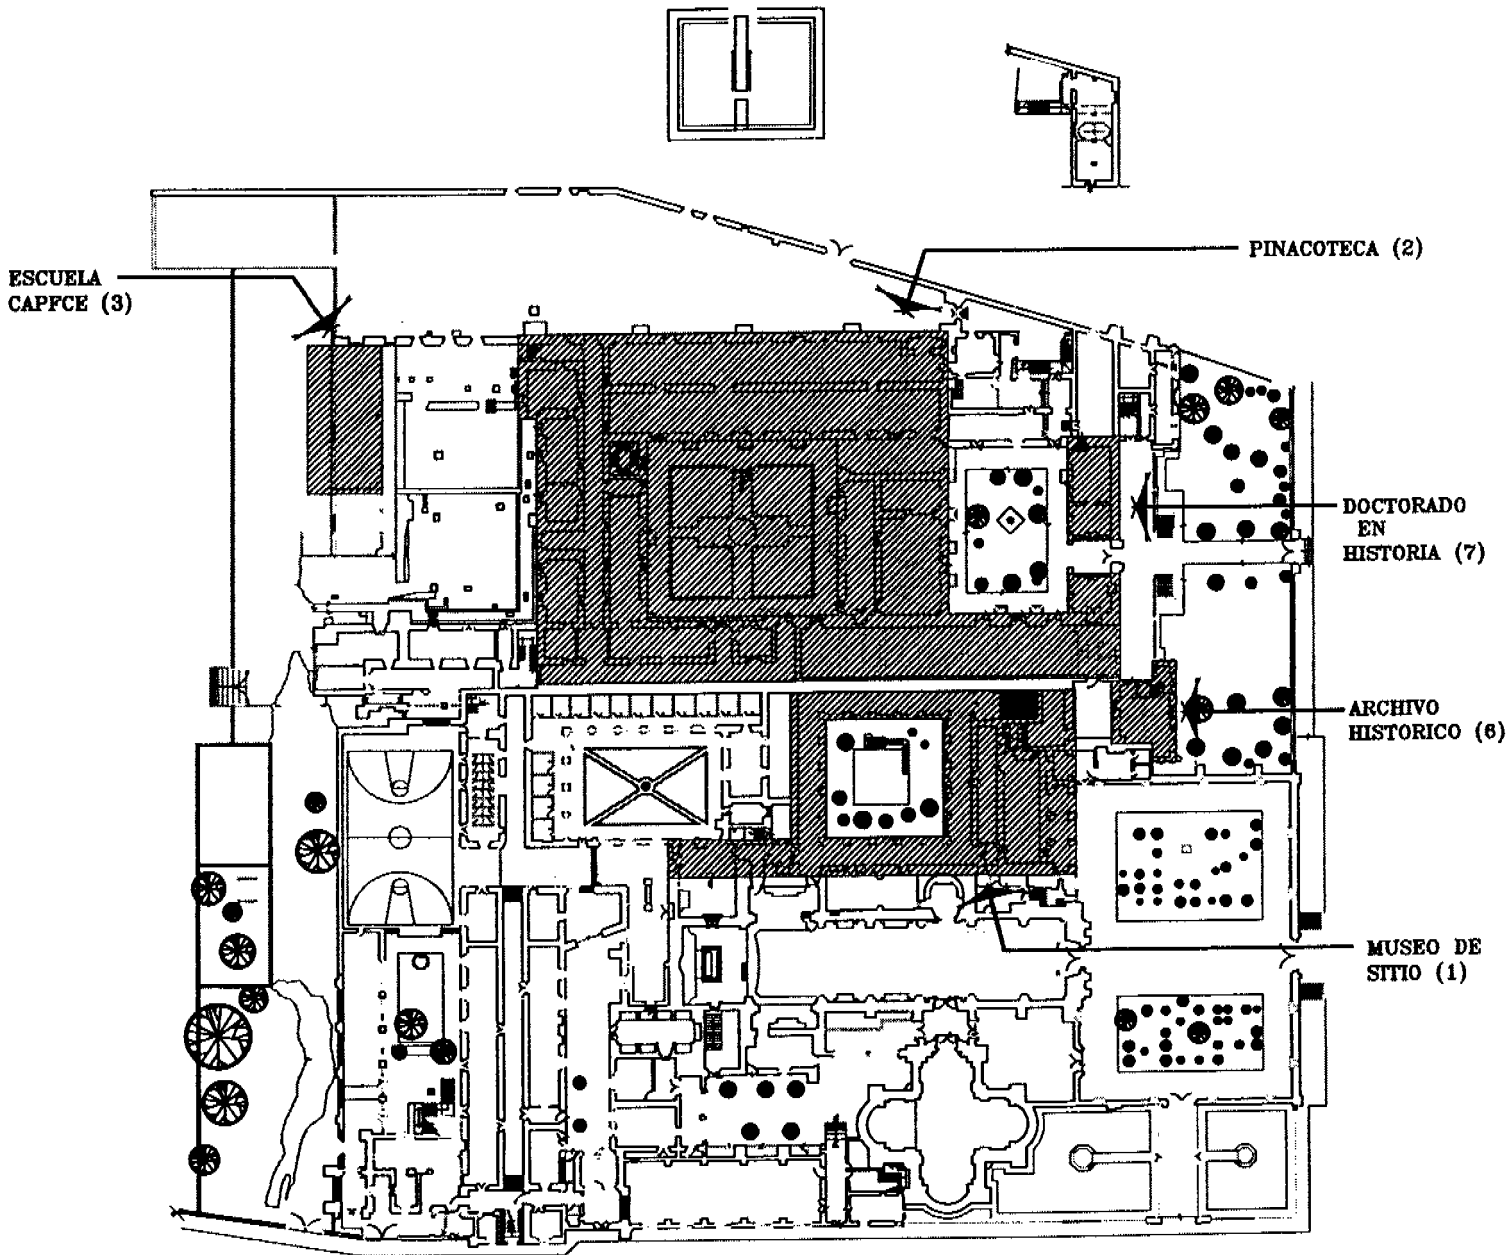 PINACOTECA (2)
ESCUELA
CAPFCE (3)
DOCTORADO
EN
HISTORIA (7)
ARCHIVO
HISTORICO (6)
MUSEO DE
SITIO (1)